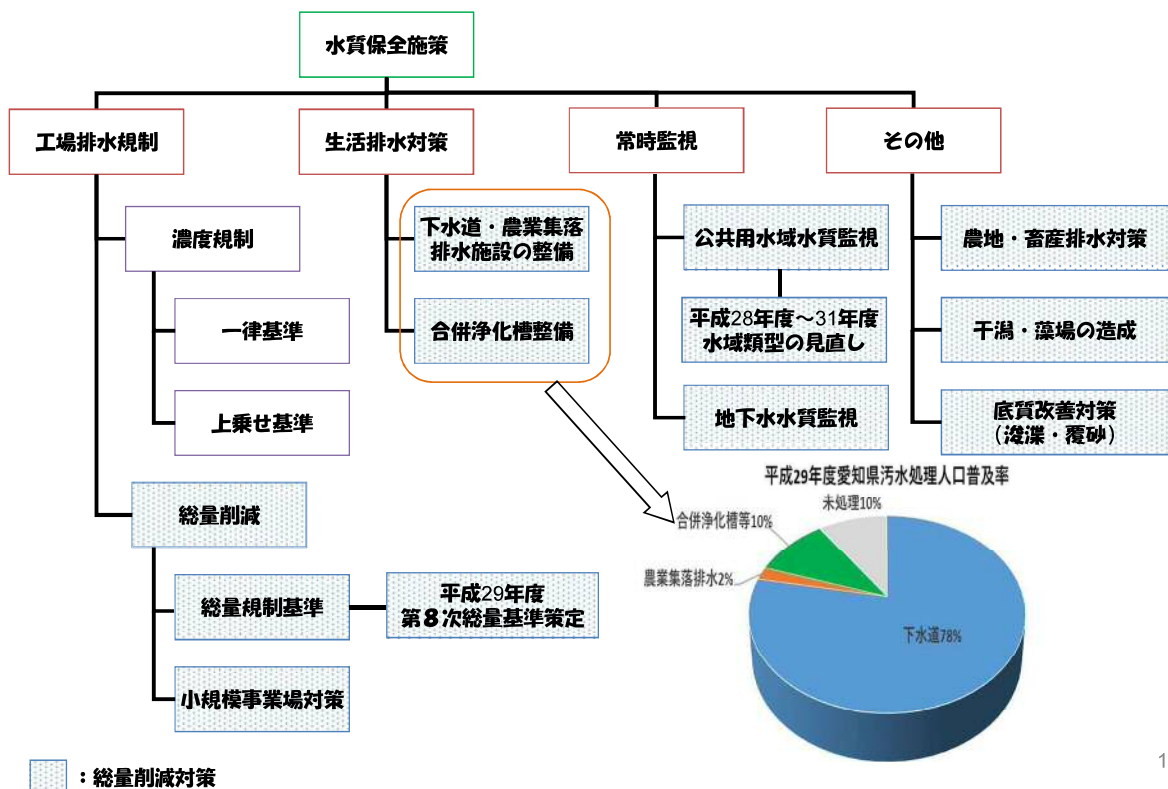 水質保全施策
工場排水規制
生活排水対策
常時監視
その他
濃度規制
一律基準
上乗せ基準
総量削減
総量規制基準
平成29年度
第8次総量基準策定
小規模事業場対策
下水道・農業集落
排水施設の整備
合併浄化槽整備
公共用水域水質監視
平成28年度～31年度
水域類型の見直し
地下水水質監視
農地・畜産排水対策
干潟・藻場の造成
底質改善対策
(浚渫・覆砂)
平成29年度愛知県汚水処理人口普及率
未処理10%
合併浄化槽等10%
農業集落排水2%
下水道78%
：総量削減対策
1